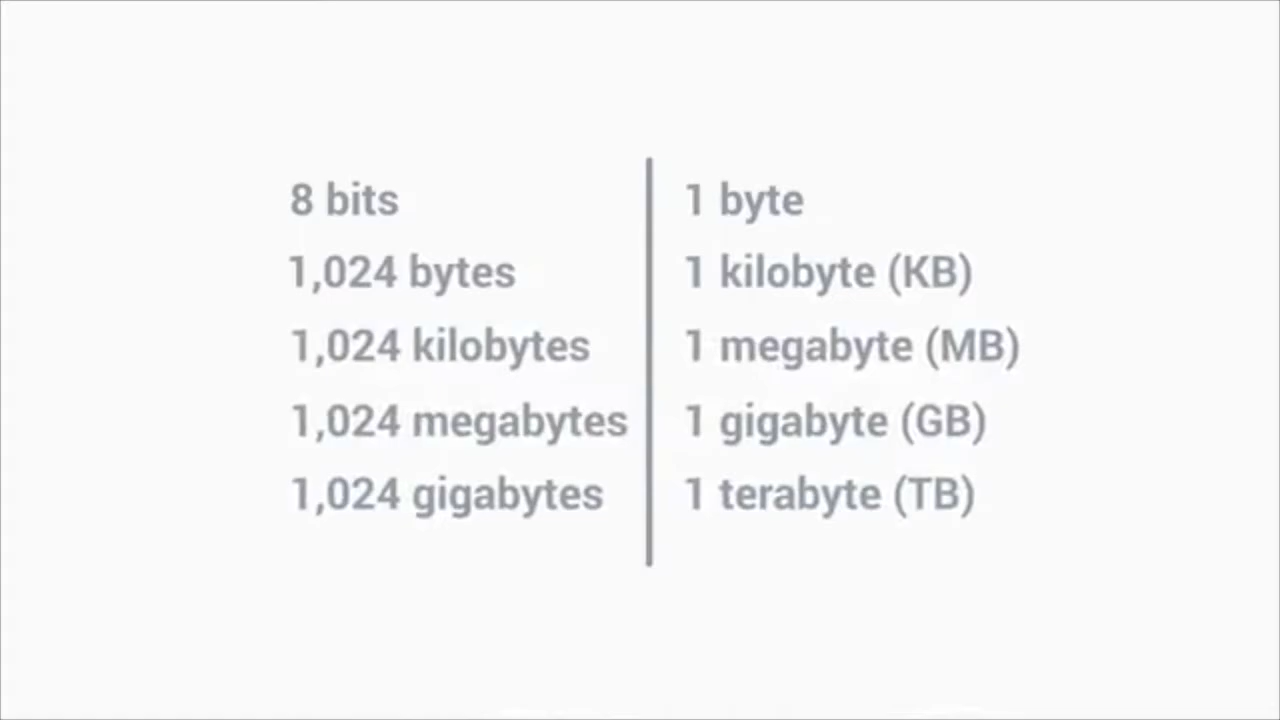 8 bits 1 byte
1,024 bytes 1 kilobyte (KB)
1,024 kilobytes 1 megabyte (MB)
1,024 megabytes 1 gigabyte (GB)
1,024 gigabytes 1 terabyte (TB)